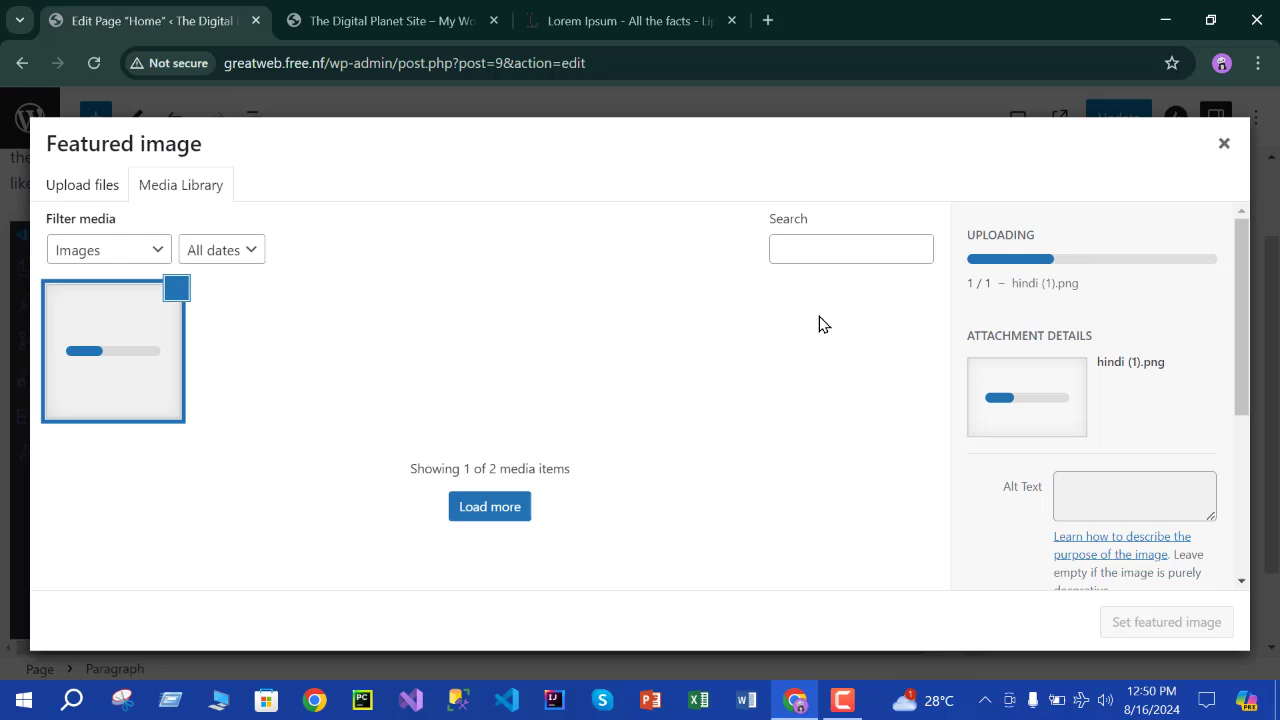 Edit Page "Home" ‹ The Digital
The Digital Planet Site – My Wo
Lorem Ipsum - All the facts - Lip
Not secure
greatweb.free.nf/wp-admin/post.php?post=9&action=edit
Update
Featured image
Upload files
Media Library
Filter media
Search
Images
All dates
UPLOADING
1 / 1 – hindi (1).png
ATTACHMENT DETAILS
hindi (1).png
Showing 1 of 2 media items
Load more
Alt Text
Learn how to describe the
purpose of the image. Leave
empty if the image is purely
decorative.
Set featured image
the
like
Page
Paragraph
28°C
12:50 PM
8/16/2024